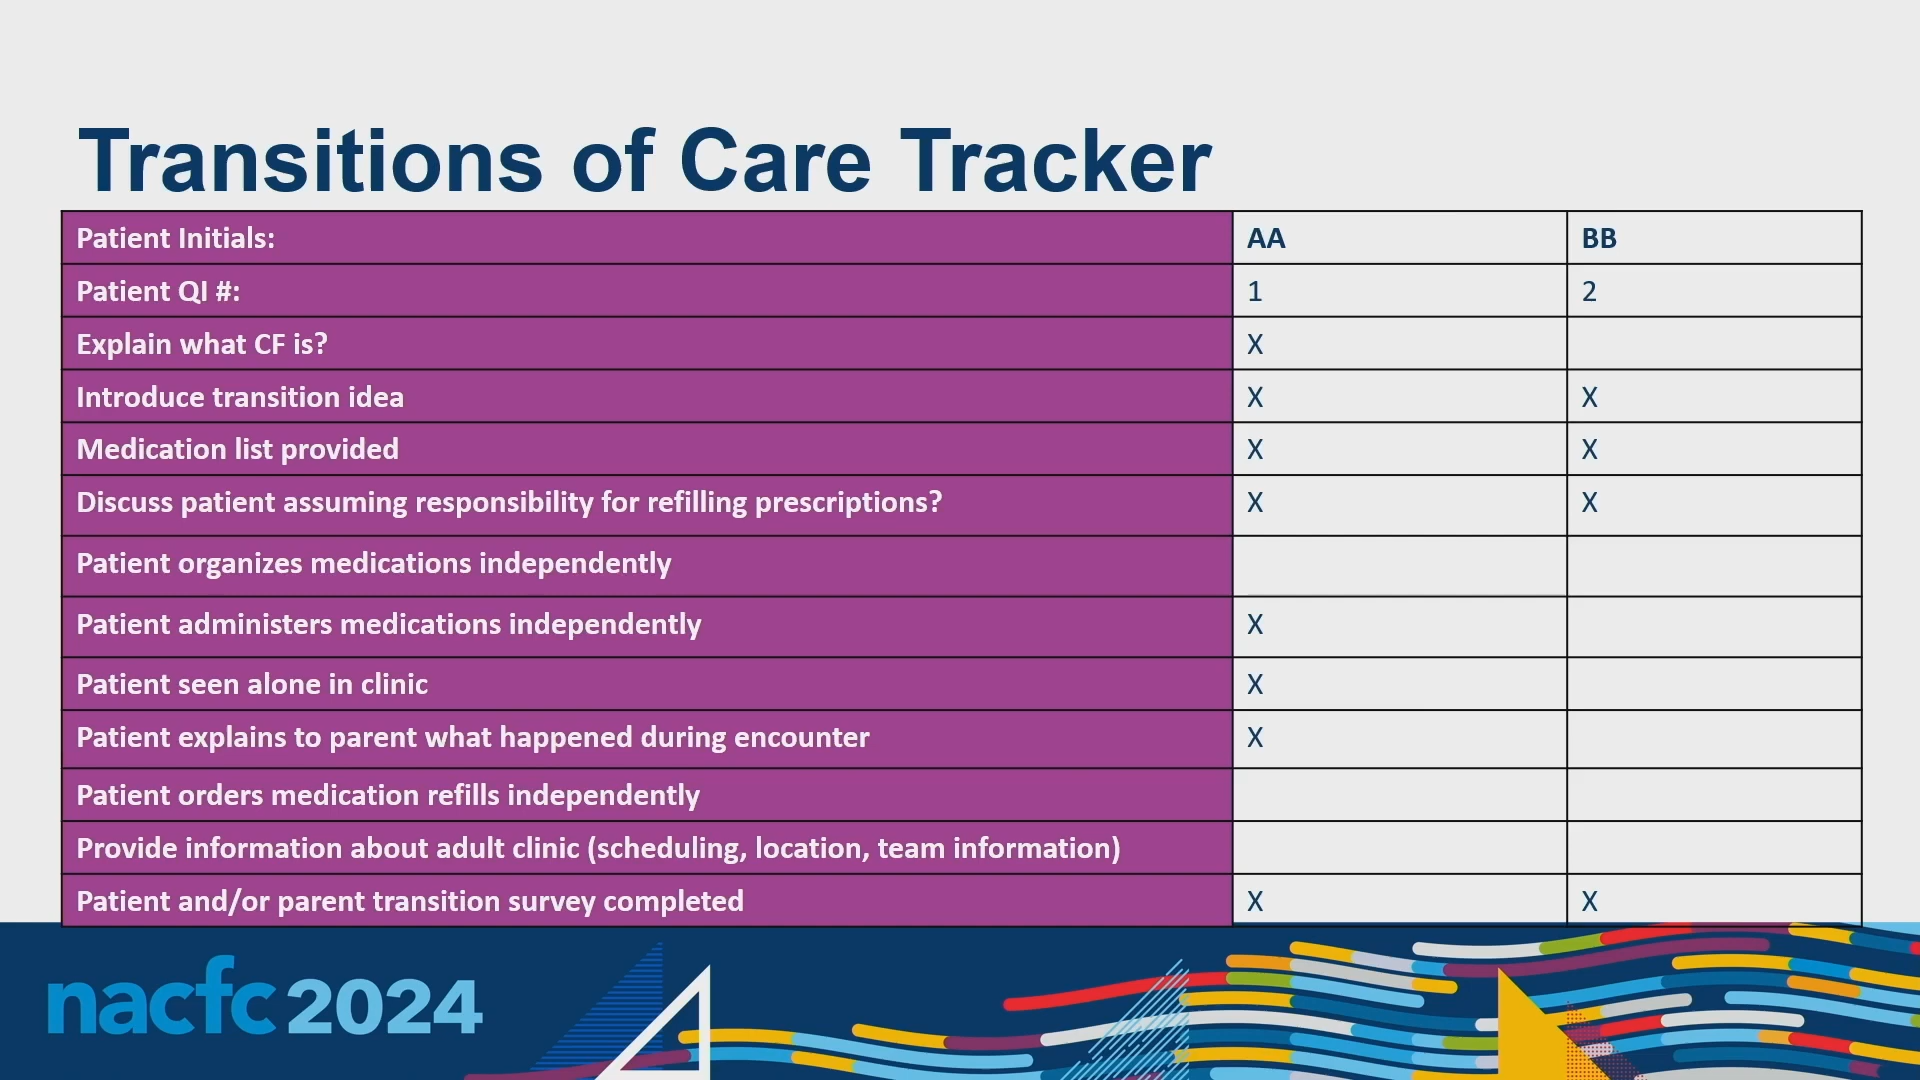 Transitions of Care Tracker
Patient Initials: AA BB
Patient QI #: 1 2
Explain what CF is? X
Introduce transition idea X X
Medication list provided X X
Discuss patient assuming responsibility for refilling prescriptions? X X
Patient organizes medications independently
Patient administers medications independently X
Patient seen alone in clinic X
Patient explains to parent what happened during encounter X
Patient orders medication refills independently
Provide information about adult clinic (scheduling, location, team information)
Patient and/or parent transition survey completed X X
nacfc 2024